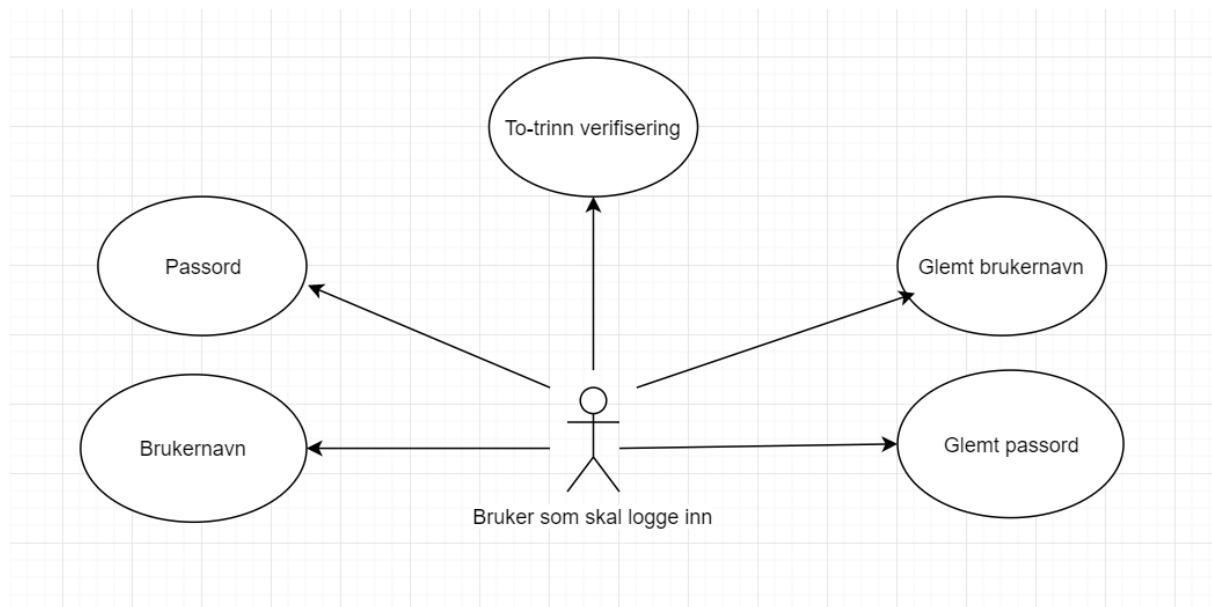 To-trinn verifisering
Passord
Glemt brukernavn
Brukernavn
Glemt passord
Bruker som skal logge inn